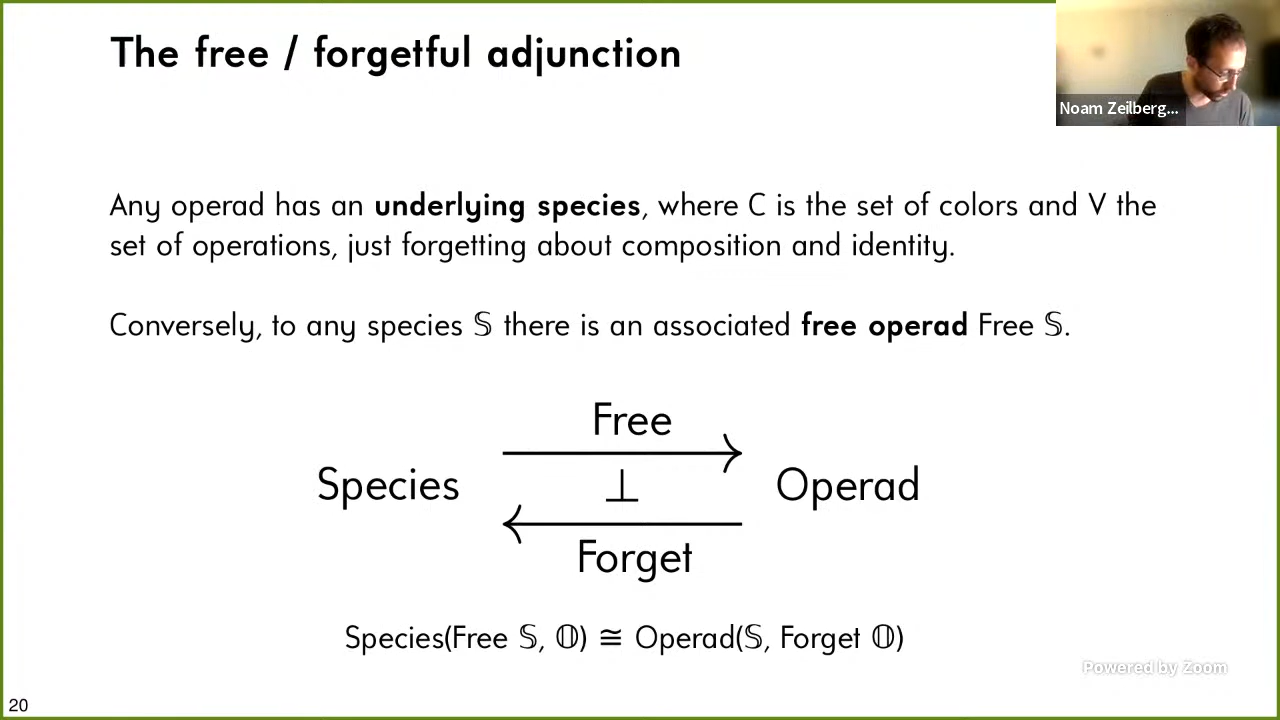 The free / forgetful adjunction
Noam Zeilberg...
Any operad has an underlying species, where C is the set of colors and V the
set of operations, just forgetting about composition and identity.
Conversely, to any species 𝕊 there is an associated free operad Free 𝕊.
Free
Species ⊥ Operad
Forget
Species(Free 𝕊, 𝕆) ≅ Operad(𝕊, Forget 𝕆)
Powered by Zoom
20